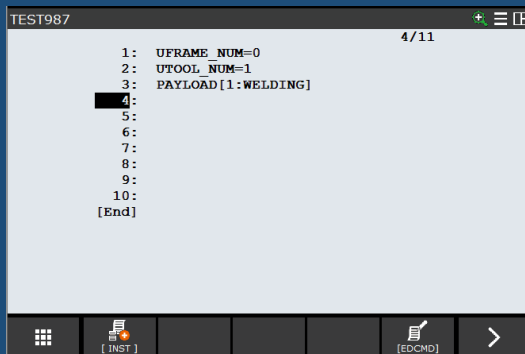 TEST987
4/11
1: UFRAME_NUM=0
2: UTOOL_NUM=1
3: PAYLOAD[1:WELDING]
4:
5:
6:
7:
8:
9:
10:
[End]
[ INST ] [EDCMD]